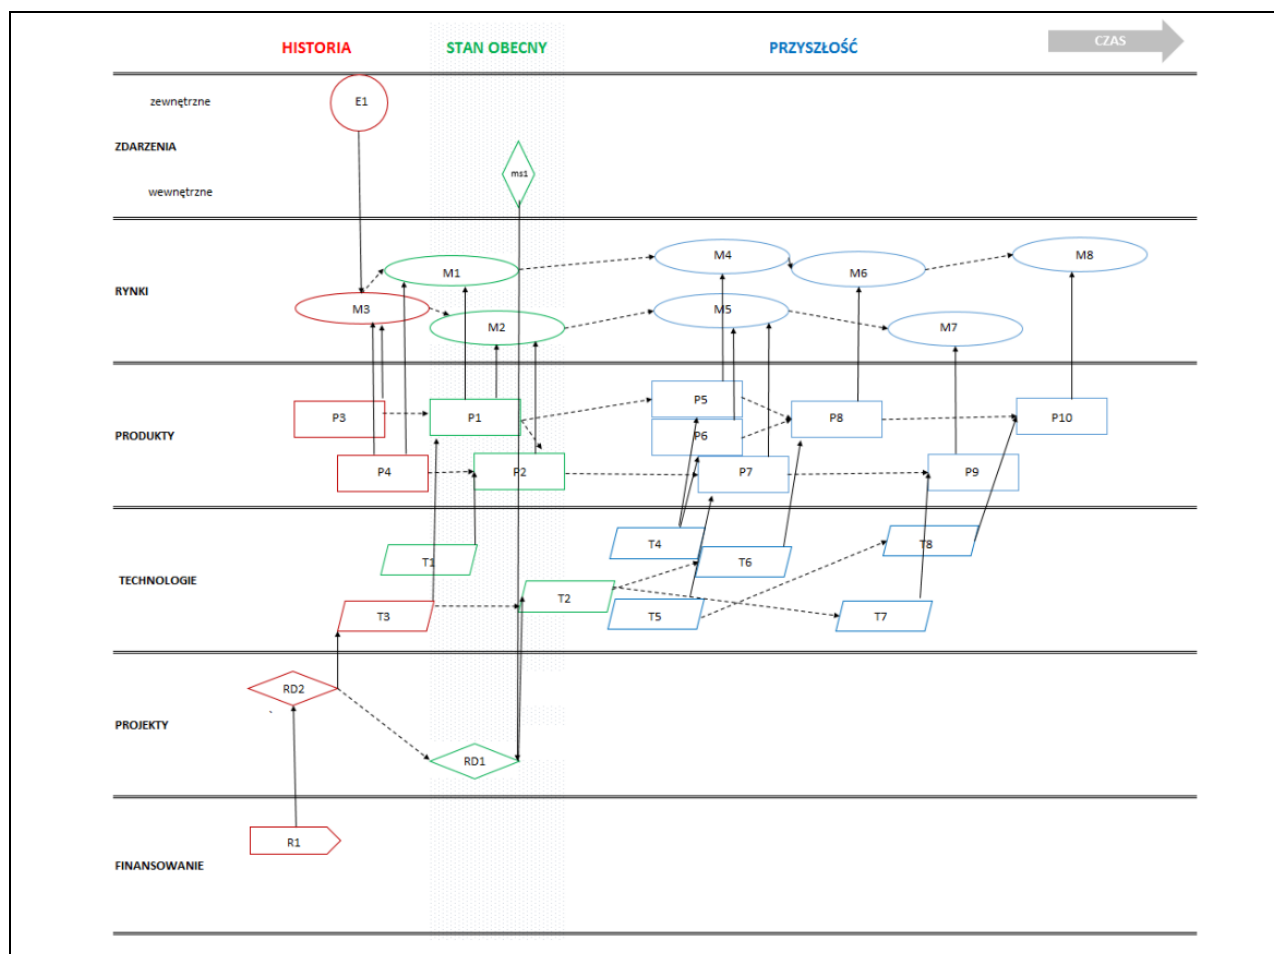 HISTORIA STAN OBECNY PRZYSZŁOŚĆ CZAS
zewnętrzne E1
ZDARZENIA
ms1
wewnętrzne
M4 M8
M1 M6
RYNKI
M3 M5
M2 M7
P5
P3 P1 P8 P10
PRODUKTY P6
P4 P2 P7 P9
T4 T8
T1 T6
TECHNOLOGIE
T2
T3 T5 T7
RD2
PROJEKTY
RD1
R1
FINANSOWANIE